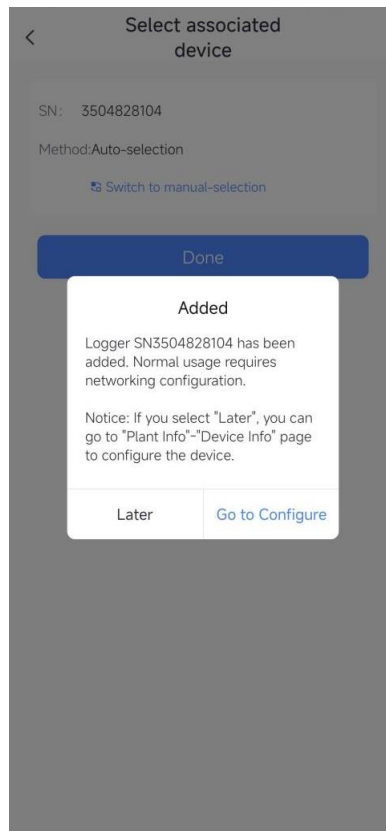 Select associated
device
SN: 3504828104
Method:Auto-selection
Switch to manual-selection
Done
Added
Logger SN3504828104 has been
added. Normal usage requires
networking configuration.
Notice: If you select "Later", you can
go to "Plant Info"-"Device Info" page
to configure the device.
Later
Go to Configure